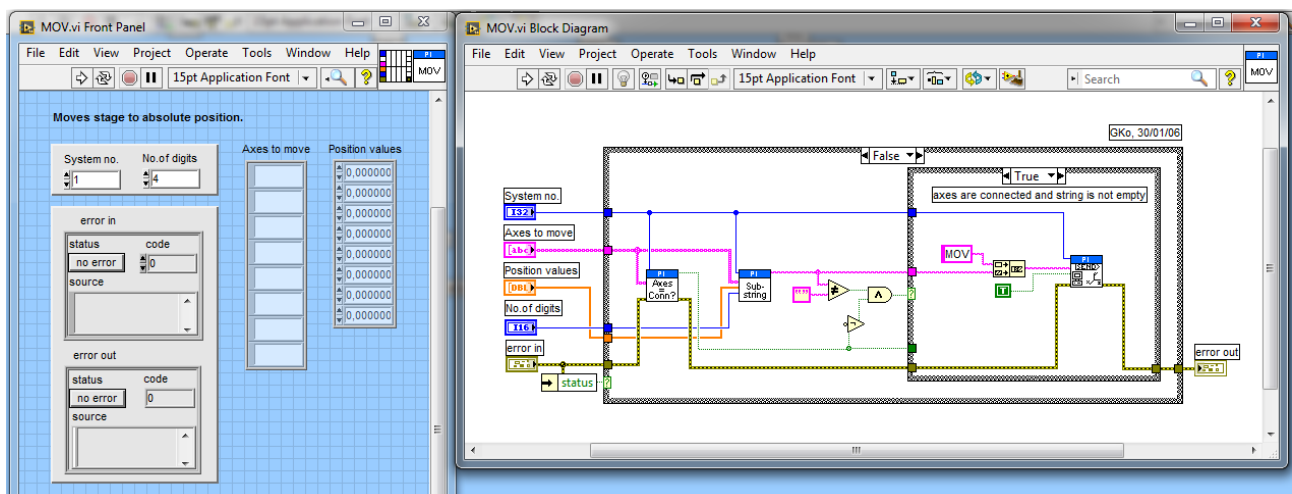 MOV.vi Front Panel
File Edit View Project Operate Tools Window Help
15pt Application Font
PI
MOV
Moves stage to absolute position.
System no.
No.of digits
1
4
Axes to move
Position values
0,000000
0,000000
0,000000
0,000000
0,000000
0,000000
0,000000
0,000000
error in
status
code
no error
0
source
error out
status
code
no error
0
source
MOV.vi Block Diagram
File Edit View Project Operate Tools Window Help
15pt Application Font
Search
PI
MOV
GKo, 30/01/06
False
True
axes are connected and string is not empty
System no.
I32
Axes to move
abc
Position values
DBL
No.of digits
I16
error in
status
PI
Axes
=
Conn?
PI
Sub-
string
""
MOV
T
PI
SEND
error out